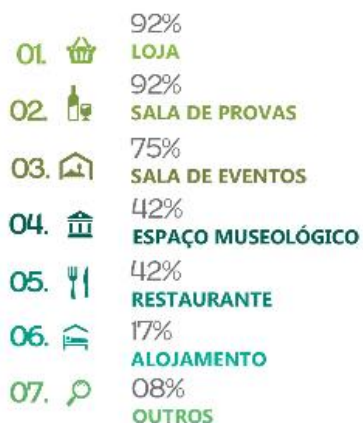 92%
01. LOJA
92%
02. SALA DE PROVAS
75%
03. SALA DE EVENTOS
42%
04. ESPAÇO MUSEOLÓGICO
42%
05. RESTAURANTE
17%
06. ALOJAMENTO
08%
07. OUTROS